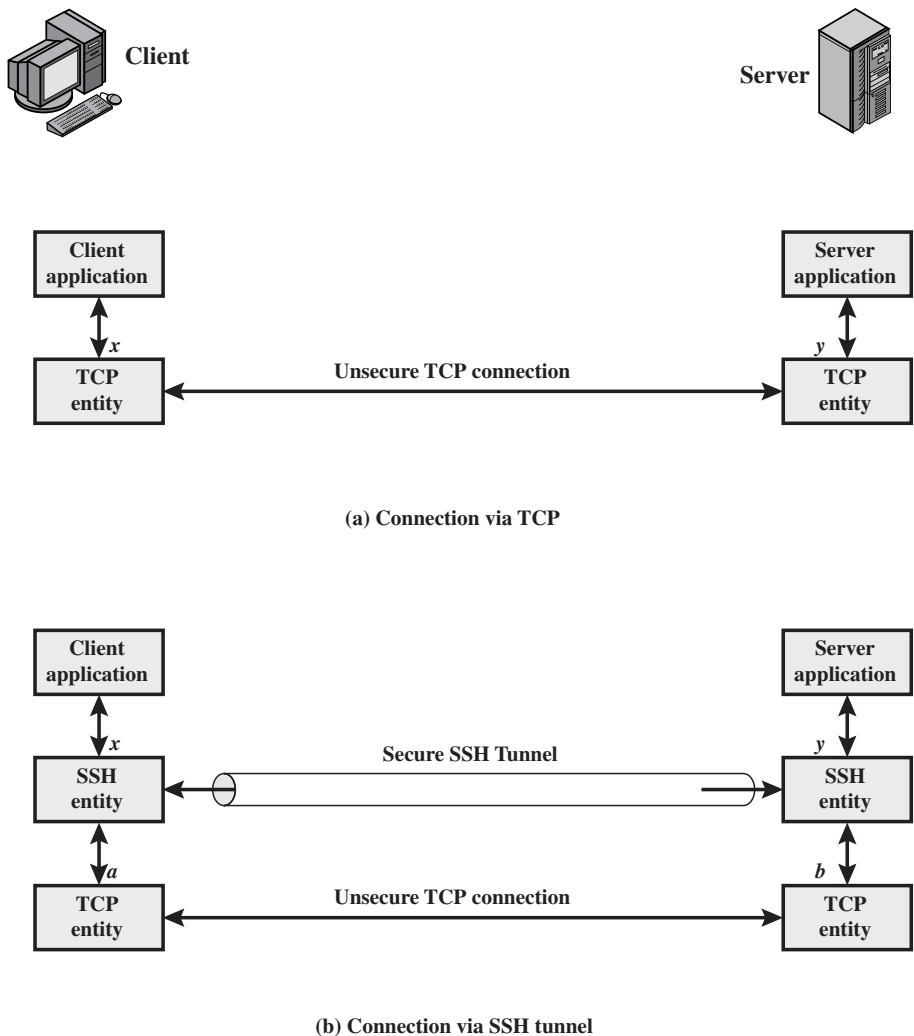 Client
Server
Client
application
Server
application
x
y
TCP
entity
Unsecure TCP connection
TCP
entity
(a) Connection via TCP
Client
application
Server
application
x
y
SSH
entity
Secure SSH Tunnel
SSH
entity
a
b
TCP
entity
Unsecure TCP connection
TCP
entity
(b) Connection via SSH tunnel